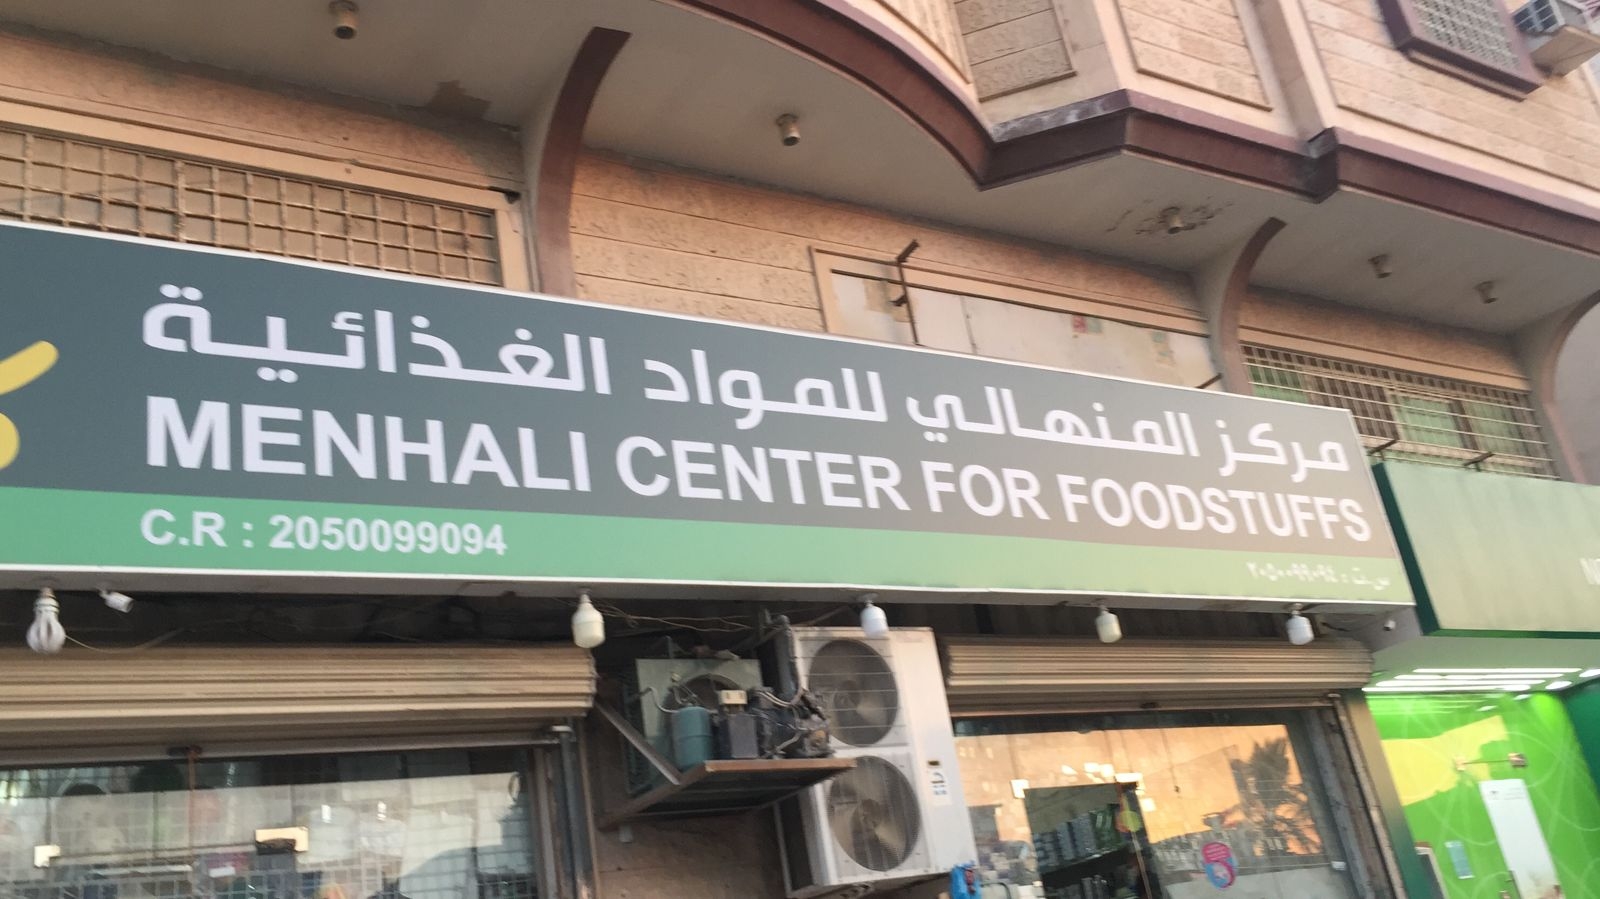 مركز المنهالي للمواد الغذائية
MENHALI CENTER FOR FOODSTUFFS
C.R : 2050099094
س.ت : ٢٠٥٠٠٩٩٠٩٤